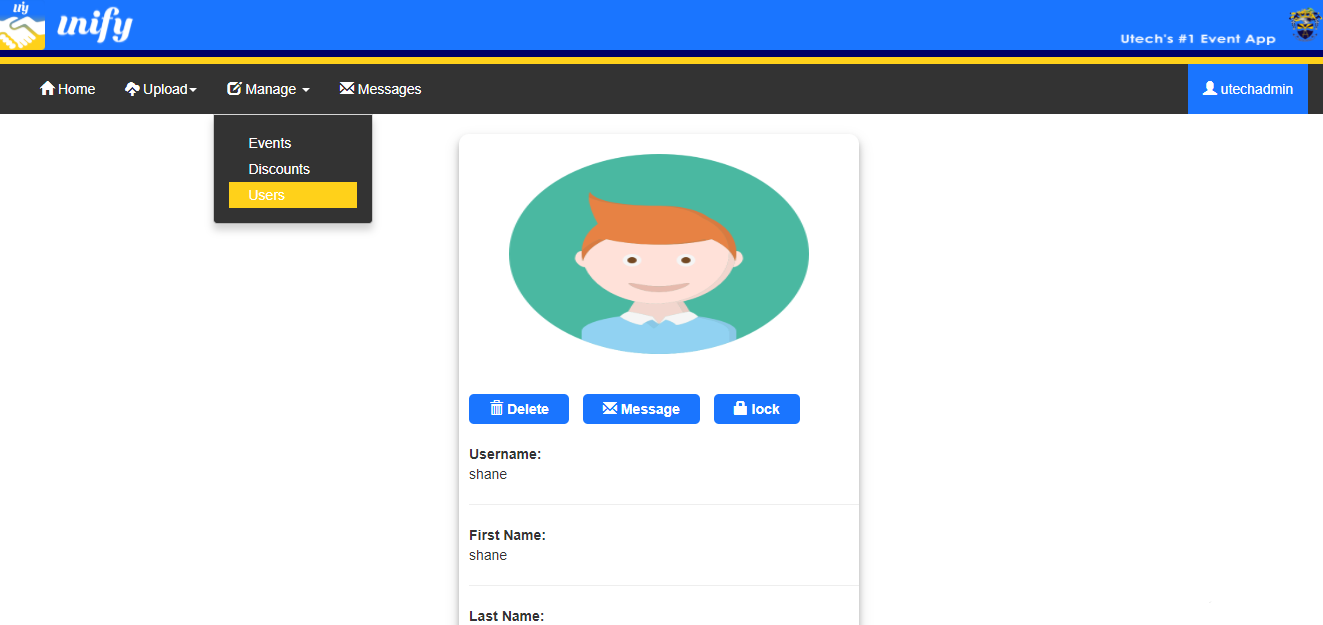 unify
unify
Utech's #1 Event App
Home Upload Manage Messages utechadmin
Events
Discounts
Users
Delete Message lock
Username:
shane
First Name:
shane
Last Name: